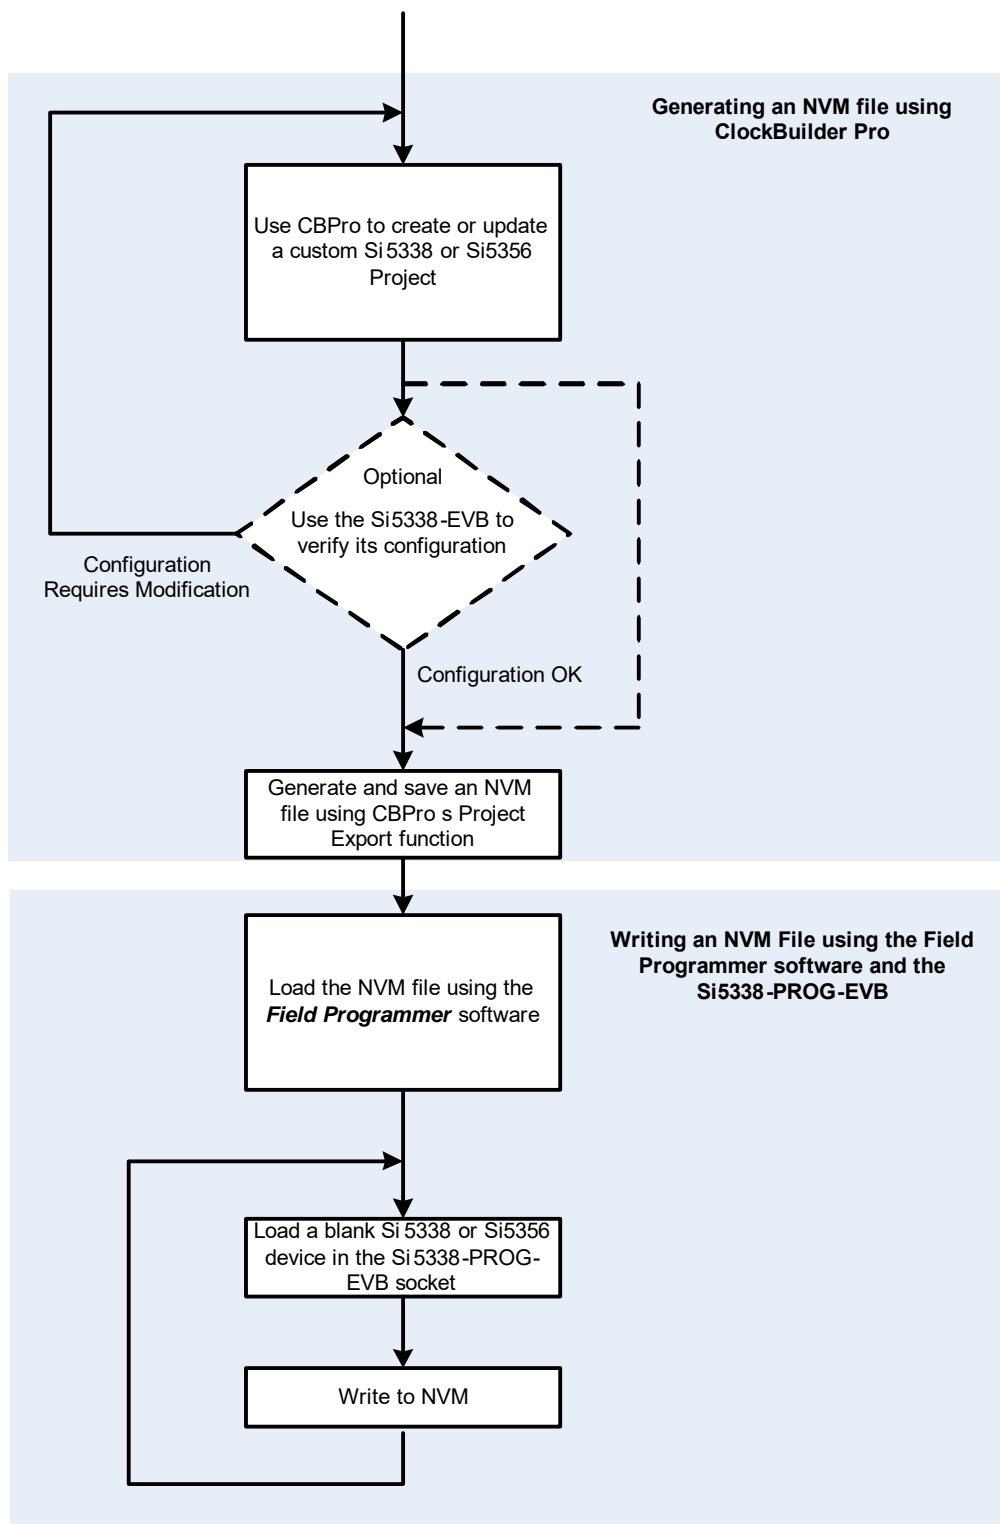 Generating an NVM file using
ClockBuilder Pro
Use CBPro to create or update
a custom Si5338 or Si5356
Project
Optional
Use the Si5338-EVB to
verify its configuration
Configuration
Requires Modification
Configuration OK
Generate and save an NVM
file using CBPro s Project
Export function
Writing an NVM File using the Field
Programmer software and the
Si5338-PROG-EVB
Load the NVM file using the
Field Programmer software
Load a blank Si5338 or Si5356
device in the Si5338-PROG-
EVB socket
Write to NVM